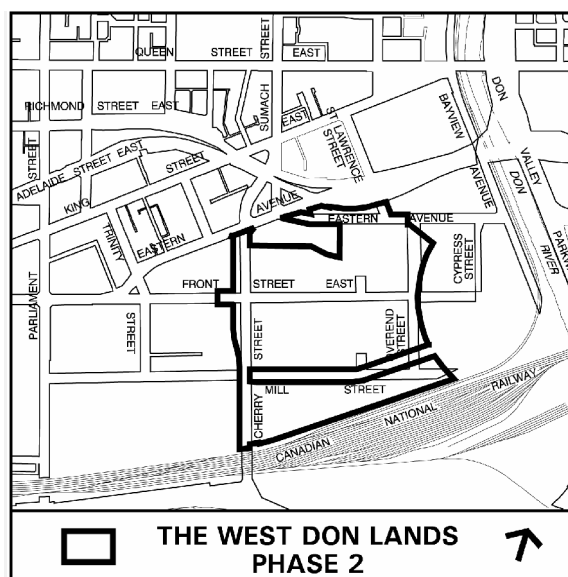 QUEEN STREET EAST
STREET
RICHMOND STREET EAST
SUMACH
EAST
ST LAWRENCE
STREET
BAYVIEW
AVENUE
DON
VALLEY
PARKWAY
DON
RIVER
STREET
PARLIAMENT
ADELAIDE STREET EAST
KING STREET
TRINITY
STREET
EASTERN
AVENUE
EASTERN AVENUE
CYPRESS
STREET
FRONT STREET EAST
OVEREND
STREET
MILL STREET
CHERRY
STREET
CANADIAN NATIONAL RAILWAY
THE WEST DON LANDS
PHASE 2